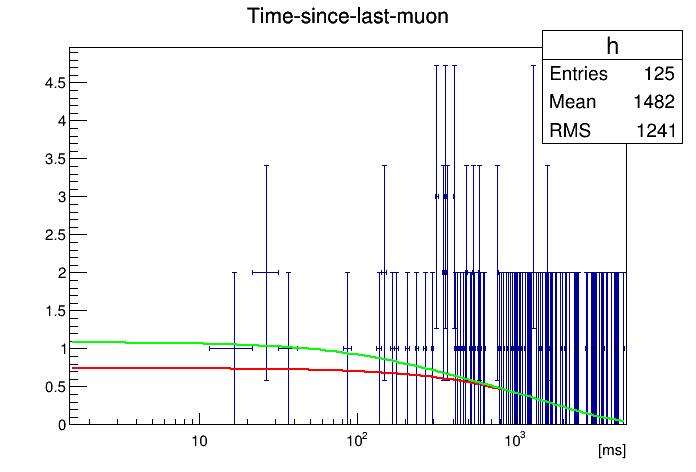 Time-since-last-muon
h
Entries 125
Mean 1482
RMS 1241
4.5
4
3.5
3
2.5
2
1.5
1
0.5
0
10 10² 10³
[ms]